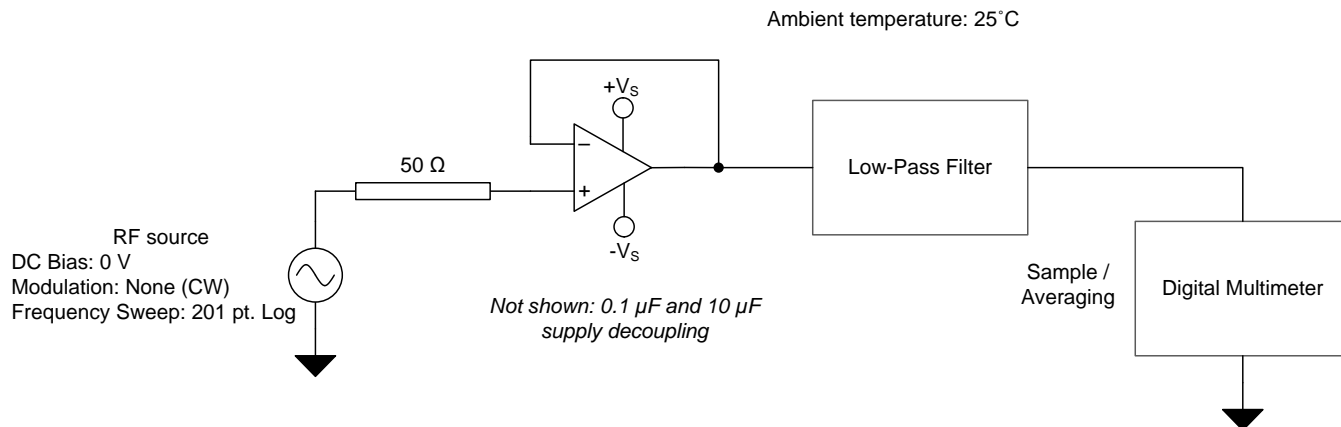 Ambient temperature: 25˚C
+VS
50 Ω
−
+
-VS
Low-Pass Filter
RF source
DC Bias: 0 V
Modulation: None (CW)
Frequency Sweep: 201 pt. Log
Not shown: 0.1 µF and 10 µF
supply decoupling
Sample /
Averaging
Digital Multimeter